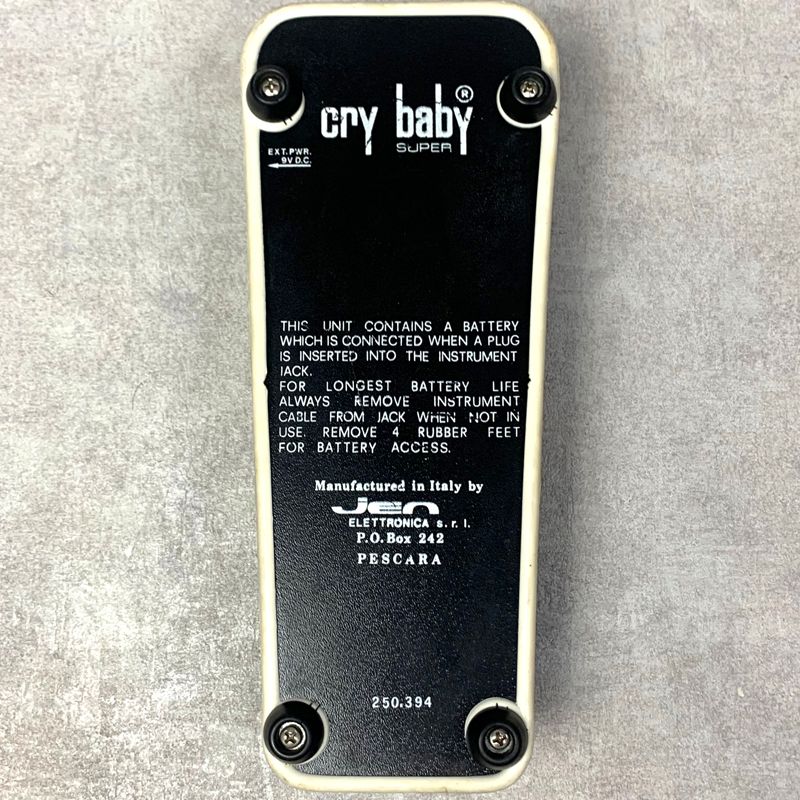 cry baby®
SUPER
EXT. PWR.
9V D.C.
THIS UNIT CONTAINS A BATTERY
WHICH IS CONNECTED WHEN A PLUG
IS INSERTED INTO THE INSTRUMENT
JACK.
FOR LONGEST BATTERY LIFE
ALWAYS REMOVE INSTRUMENT
CABLE FROM JACK WHEN NOT IN
USE. REMOVE 4 RUBBER FEET
FOR BATTERY ACCESS.
Manufactured in Italy by
Jen
ELETTRONICA s. r. l.
P.O. Box 242
PESCARA
250.394